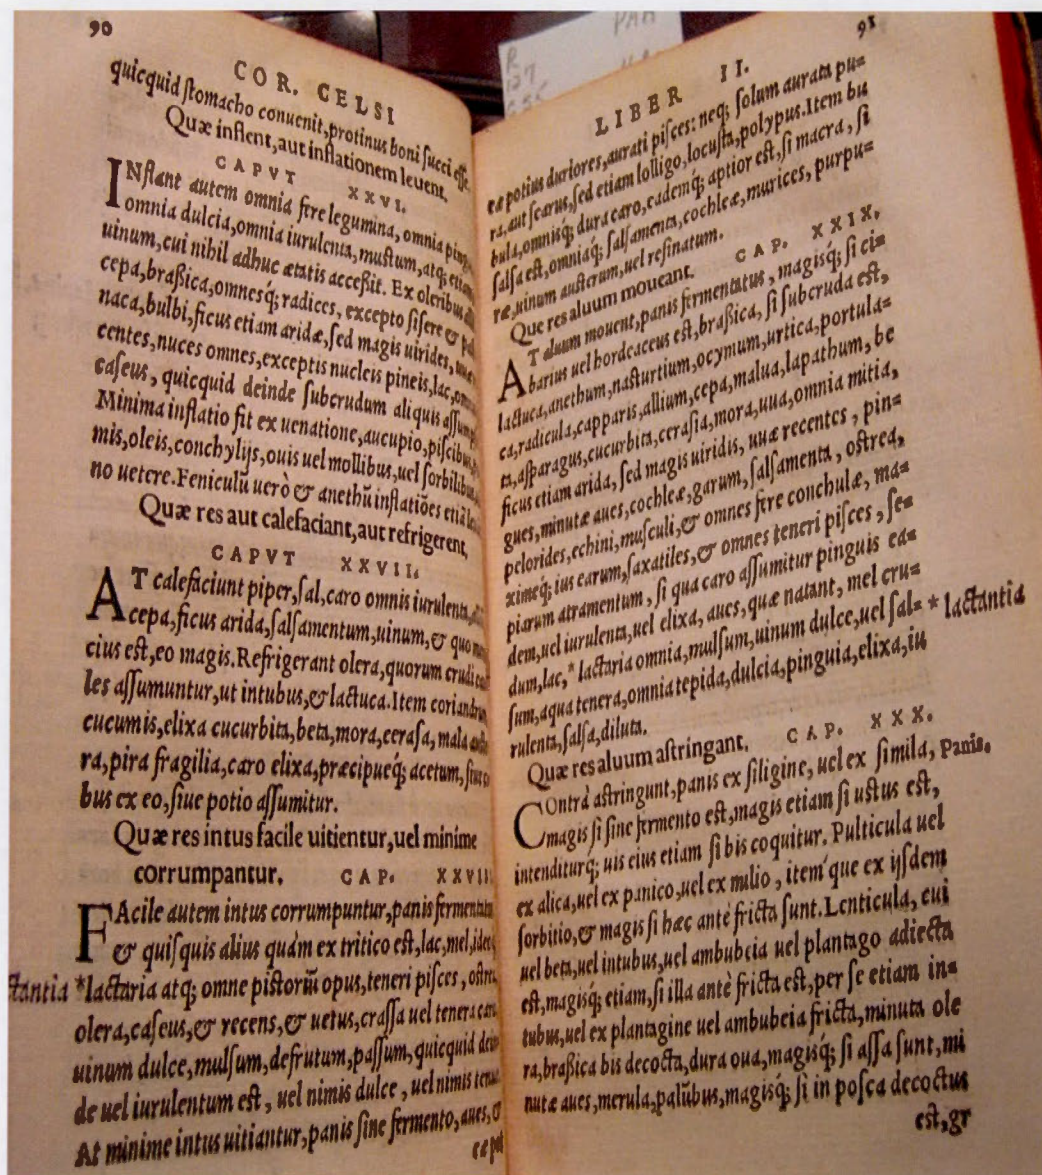 90
COR. CELSI
quicquid ſtomacho conuenit, protinus boni ſucci eſſe.
Quæ inflent, aut inflationem leuent.
CAPVT XXVI.
INflant autem omnia fere legumina, omnia
omnia dulcia, omnia iurulenta, muſtum, atq; etiam
uinum, cui nihil adhuc ætatis acceſſit. Ex oleribus
cepa, braſsica, omnesq́; radices, excepto ſiſere &
naca, bulbi, ficus etiam aridæ, ſed magis uirides,
centes, nuces omnes, exceptis nucleis pineis, lac,
caſeus, quicquid deinde ſubcrudum aliquis
Minima inflatio fit ex uenatione, aucupio, piſcibus,
mis, oleis, conchylijs, ouis uel mollibus, uel ſorbilibus,
no uetere. Feniculū uerò & anethū inflatiōes etiā
Quæ res aut calefaciant, aut refrigerent,
CAPVT XXVII.
AT calefaciunt piper, ſal, caro omnis iurulenta,
cepa, ficus arida, ſalſamentum, uinum, & quo
cius eſt, eo magis. Refrigerant olera, quorum crudi
les aſſumuntur, ut intubus, & lactuca. Item
cucumis, elixa cucurbita, beta, mora, ceraſa, mala
ra, pira fragilia, caro elixa, præcipueq́; acetum,
bus ex eo, ſiue potio aſſumitur.
Quæ res intus facile uitientur, uel minime
corrumpantur. CAP. XXVII
FAcile autem intus corrumpuntur, panis
& quiſquis alius quàm ex tritico eſt, lac, mel,
ctantia *lactaria atq; omne piſtoriū opus, teneri piſces,
olera, caſeus, & recens, & uetus, craſſa uel tenera
uinum dulce, mulſum, defrutum, paſſum, quicquid
de uel iurulentum eſt, uel nimis dulce, uel nimis
At minime intus uitiantur, panis ſine fermento, aues, &
91
LIBER II.
eæ potius duriores, aurati piſces: neq; ſolum aurata pu=
ra, aut ſcarus, ſed etiam lolligo, locuſta, polypus. Item bu
bula, omnisq́; dura caro, eademq́; aptior eſt, ſi macra, ſi
ſalſa eſt, omniaq́; ſalſamenta, cochleæ, murices, purpu=
ræ, uinum auſterum, uel reſinatum.
Que res aluum moueant. CAP. XXIX.
AT aluum mouent, panis fermentatus, magisq́; ſi ci=
barius uel hordeaceus eſt, braſsica, ſi ſubcruda eſt,
lactuca, anethum, naſturtium, ocymum, urtica, portula=
ca, radicula, capparis, allium, cepa, malua, lapathum, be
ta, aſparagus, cucurbita, ceraſia, mora, uua, omnia mitia,
ficus etiam arida, ſed magis uiridis, uuæ recentes, pin=
gues, minutæ aues, cochleæ, garum, ſalſamenta, oſtrea,
pelorides, echini, muſculi, & omnes fere conchulæ, ma=
ximeq́; ius earum, ſaxatiles, & omnes teneri piſces, ſe=
piarum atramentum, ſi qua caro aſſumitur pinguis ea=
dem, uel iurulenta, uel elixa, aues, quæ natant, mel cru=
dum, lac, * lactaria omnia, mulſum, uinum dulce, uel ſal= * lactantia
ſum, aqua tenera, omnia tepida, dulcia, pinguia, elixa, iu
rulenta, ſalſa, diluta.
Quæ res aluum aſtringant. CAP. XXX.
COntrà aſtringunt, panis ex ſiligine, uel ex ſimila, Panis.
magis ſi ſine fermento eſt, magis etiam ſi uſtus eſt,
intenditurq́; uis eius etiam ſi bis coquitur. Pulticula uel
ex alica, uel ex panico, uel ex milio, iteḿque ex ijſdem
ſorbitio, & magis ſi hæc antè fricta ſunt. Lenticula, cui
uel beta, uel intubus, uel ambubeia uel plantago adiecta
eſt, magisq́; etiam, ſi illa antè fricta eſt, per ſe etiam in=
tubus, uel ex plantagine uel ambubeia fricta, minuta ole
ra, braſsica bis decocta, dura oua, magisq́; ſi aſſa ſunt, mi
nutæ aues, merula, palūbus, magisq́; ſi in poſca decoctus
eſt, gr